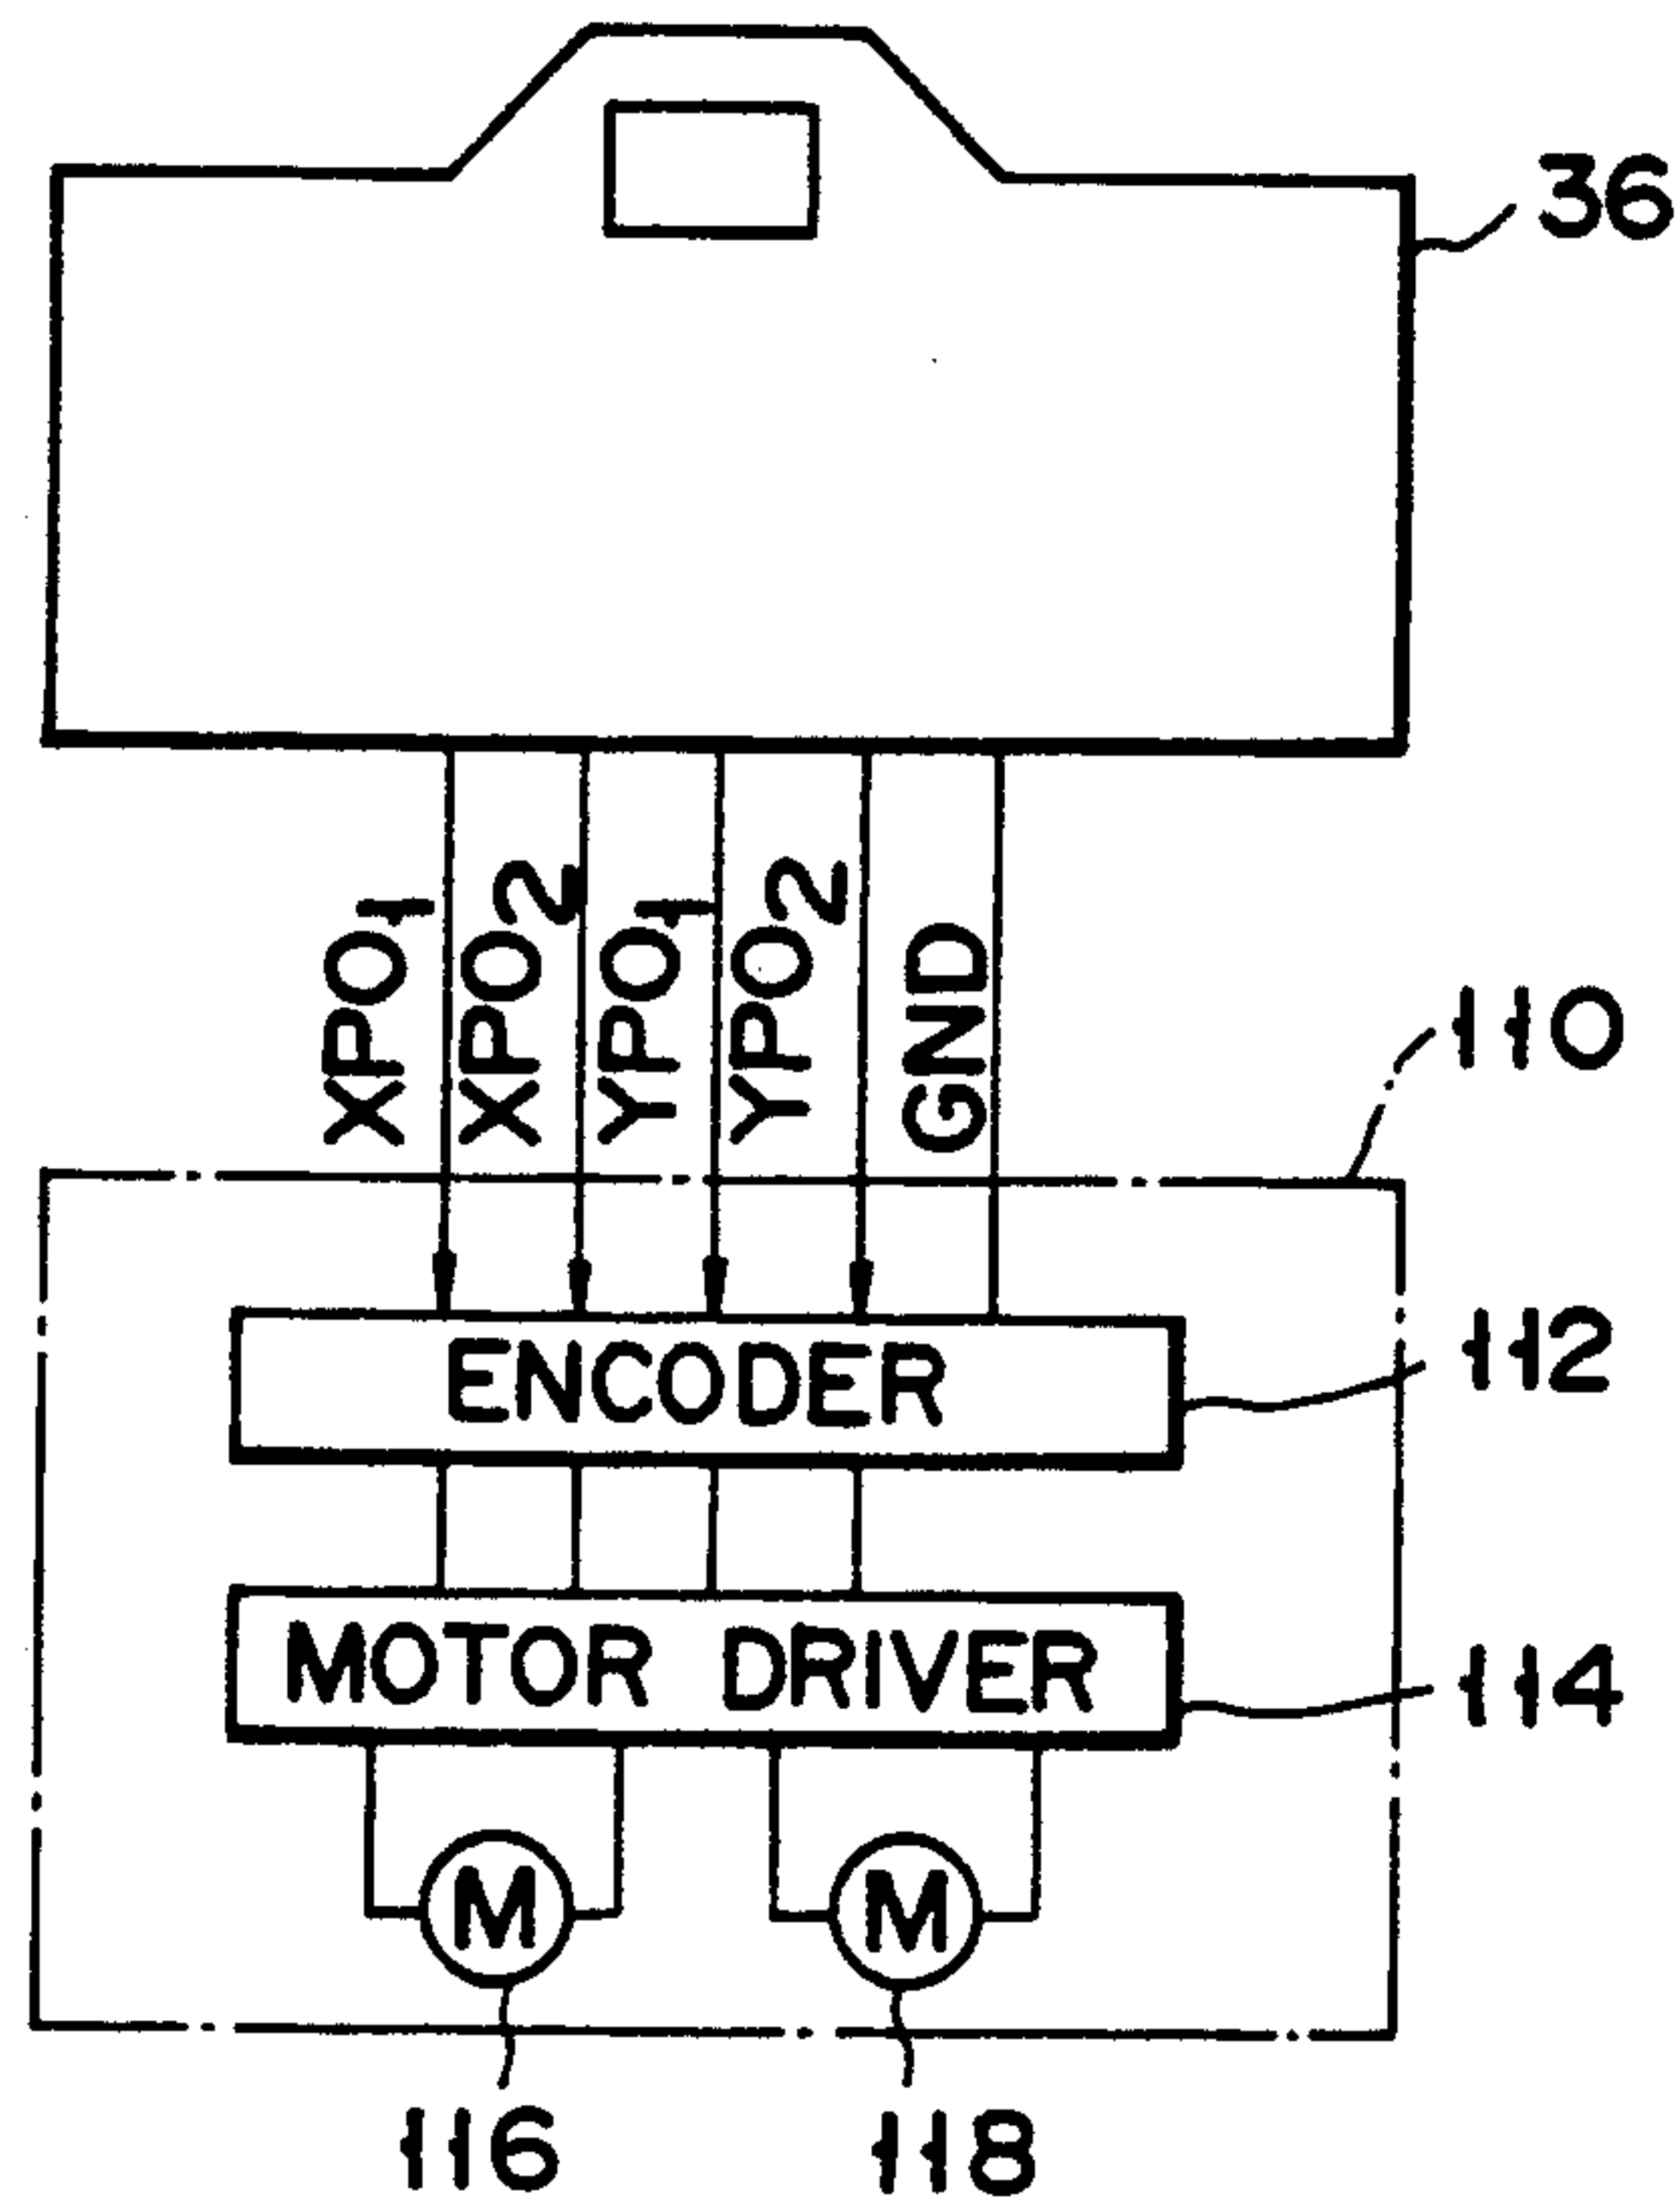 36
XPO1
XPO2
YPO1
YPO2
GND
110
ENCODER
112
MOTOR DRIVER
114
M
M
116
118